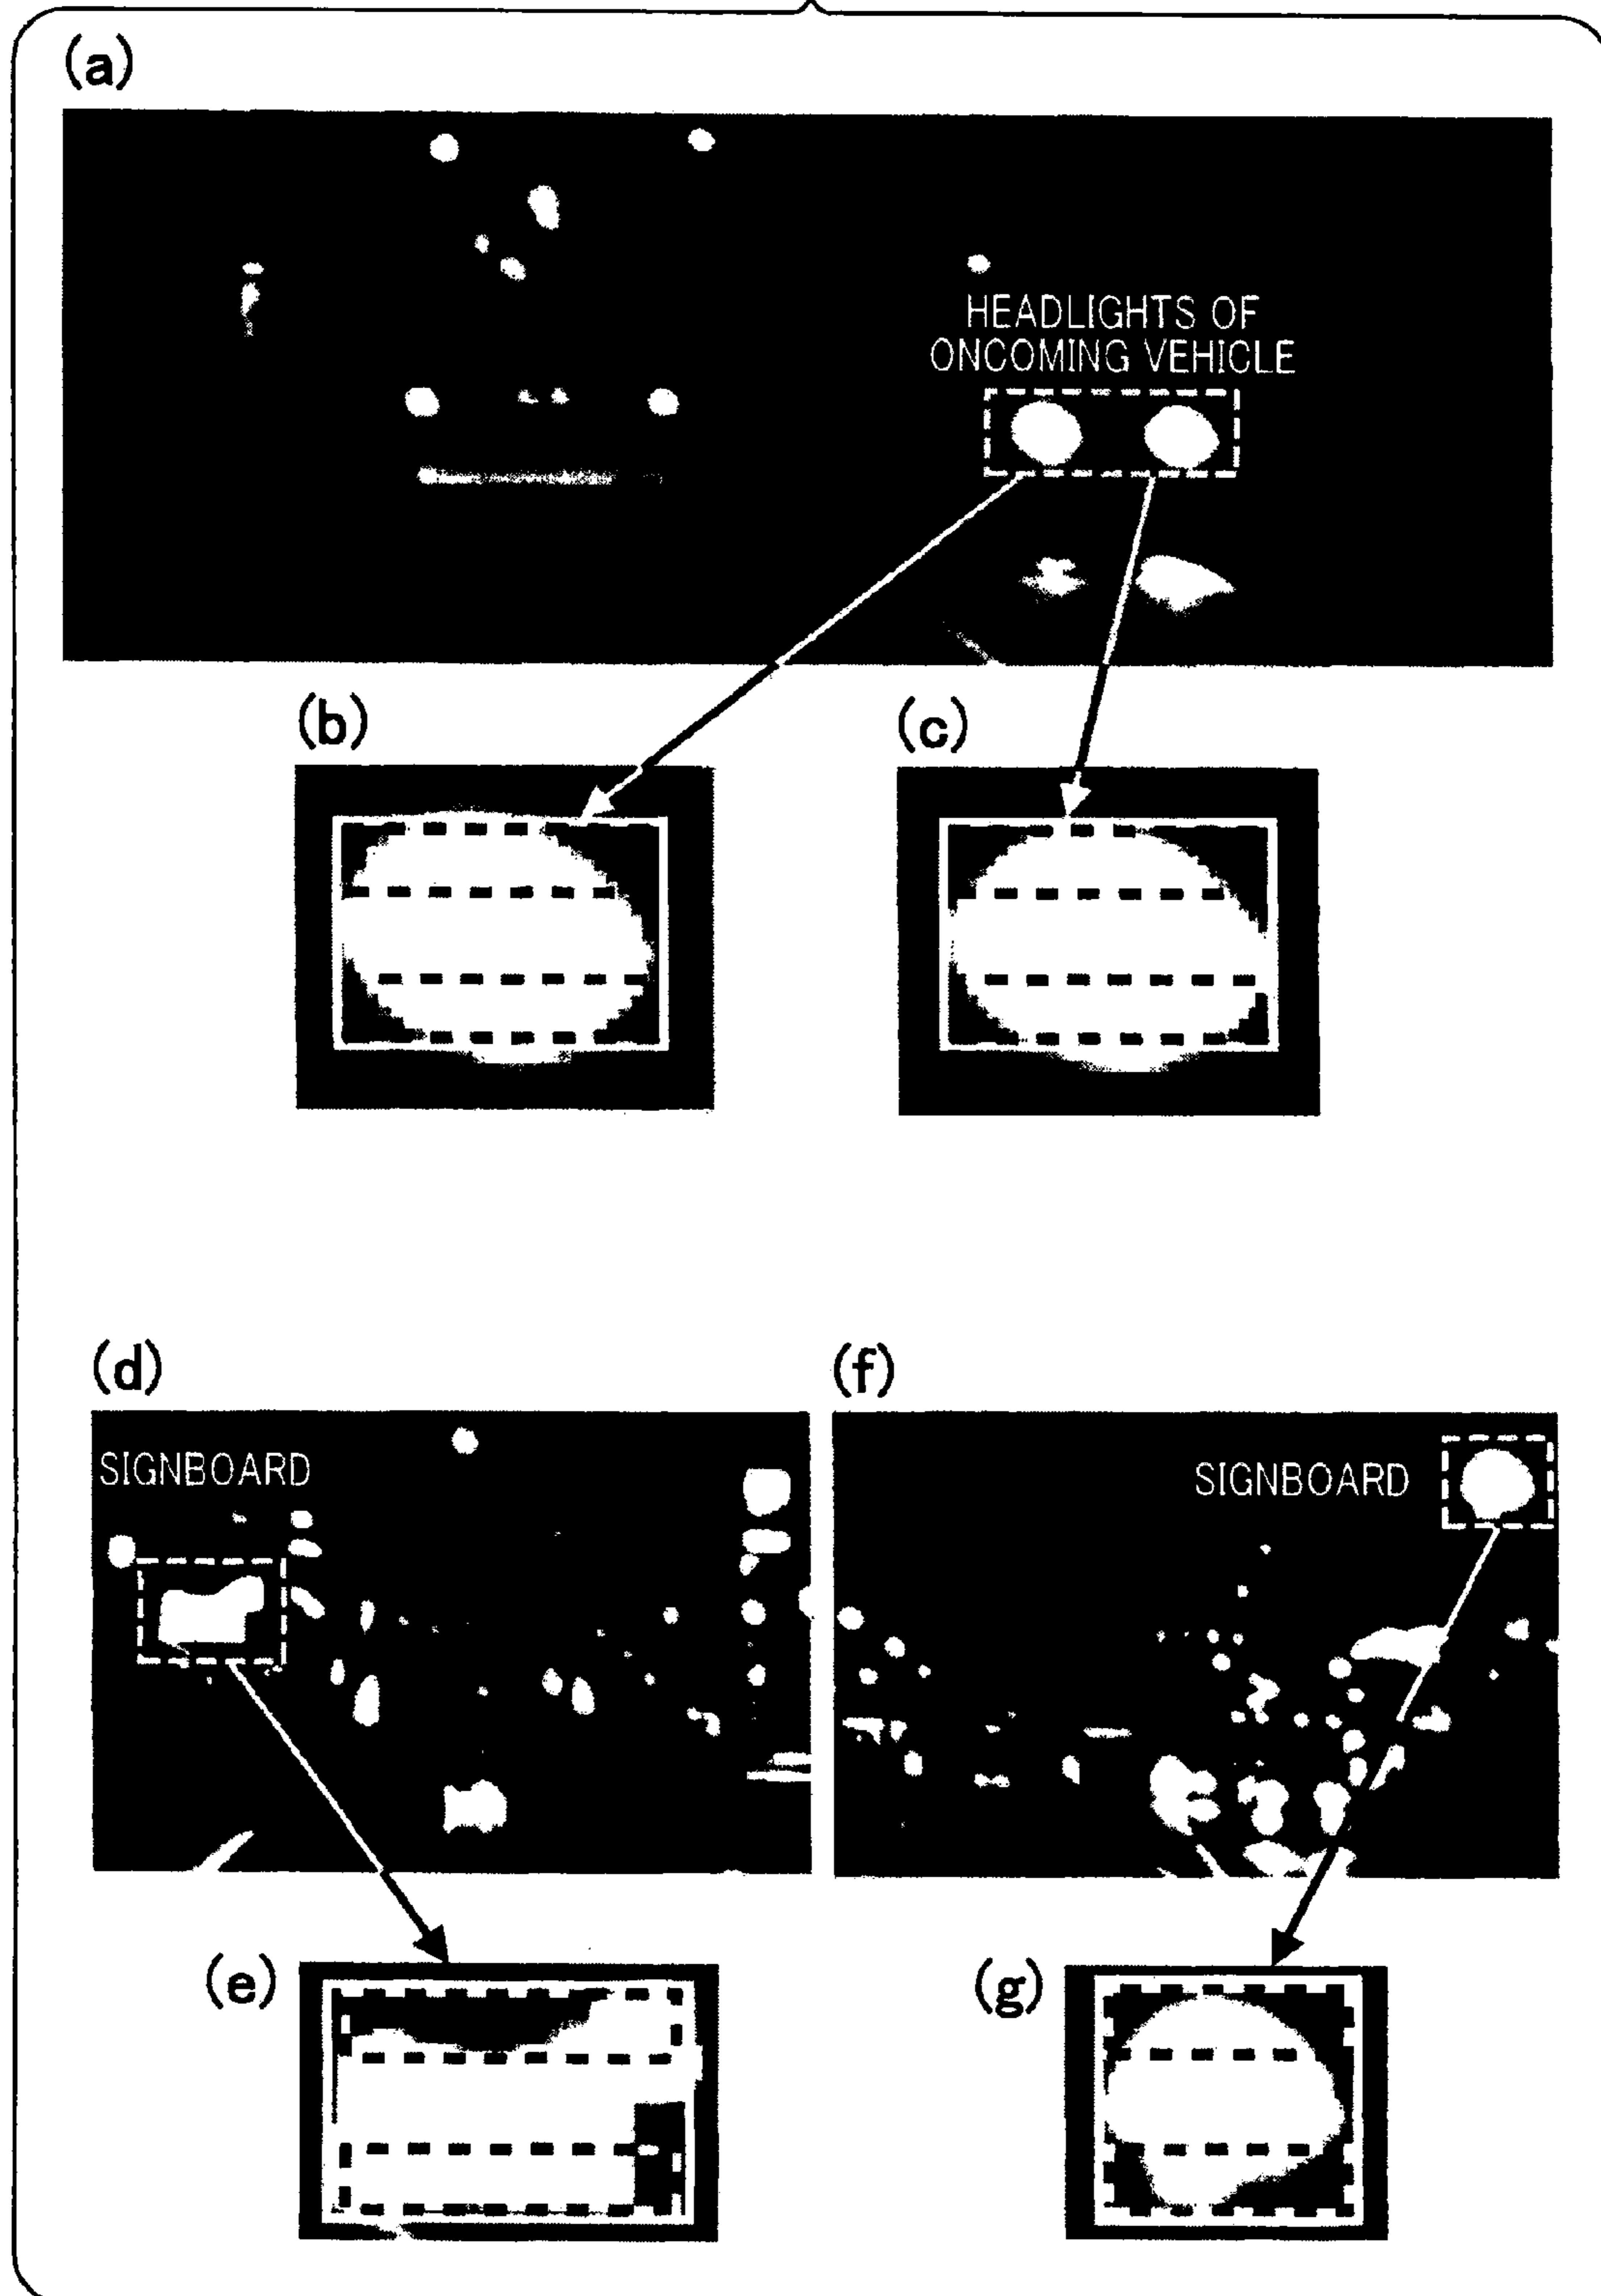 (a)
HEADLIGHTS OF
ONCOMING VEHICLE
(b)
(c)
(d)
(f)
SIGNBOARD
SIGNBOARD
(e)
(g)